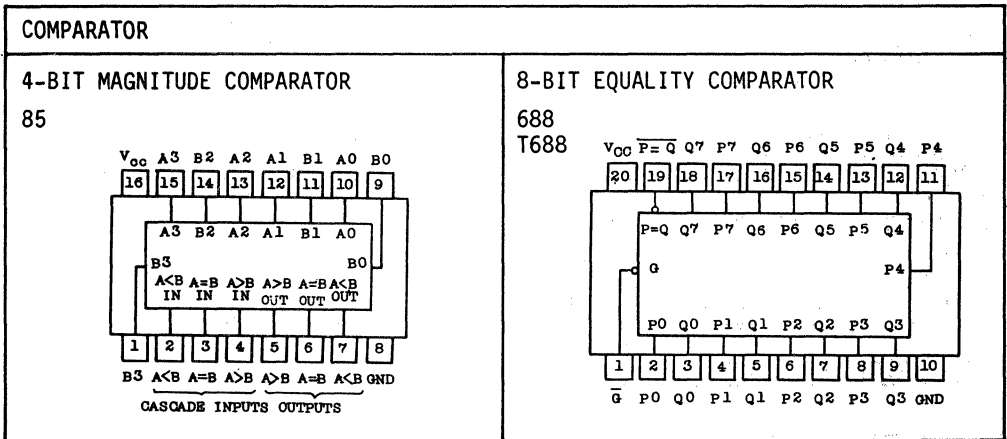 COMPARATOR
4-BIT MAGNITUDE COMPARATOR
85
VCC A3 B2 A2 A1 B1 A0 B0
16 15 14 13 12 11 10 9
A3 B2 A2 A1 B1 A0
B3 B0
A<B A=B A>B A>B A=B A<B
IN IN IN OUT OUT OUT
1 2 3 4 5 6 7 8
B3 A<B A=B A>B A>B A=B A<B GND
CASCADE INPUTS OUTPUTS
8-BIT EQUALITY COMPARATOR
688
T688
VCC P=Q Q7 P7 Q6 P6 Q5 P5 Q4 P4
20 19 18 17 16 15 14 13 12 11
P=Q Q7 P7 Q6 P6 Q5 P5 Q4
G P4
P0 Q0 P1 Q1 P2 Q2 P3 Q3
1 2 3 4 5 6 7 8 9 10
G̅ P0 Q0 P1 Q1 P2 Q2 P3 Q3 GND